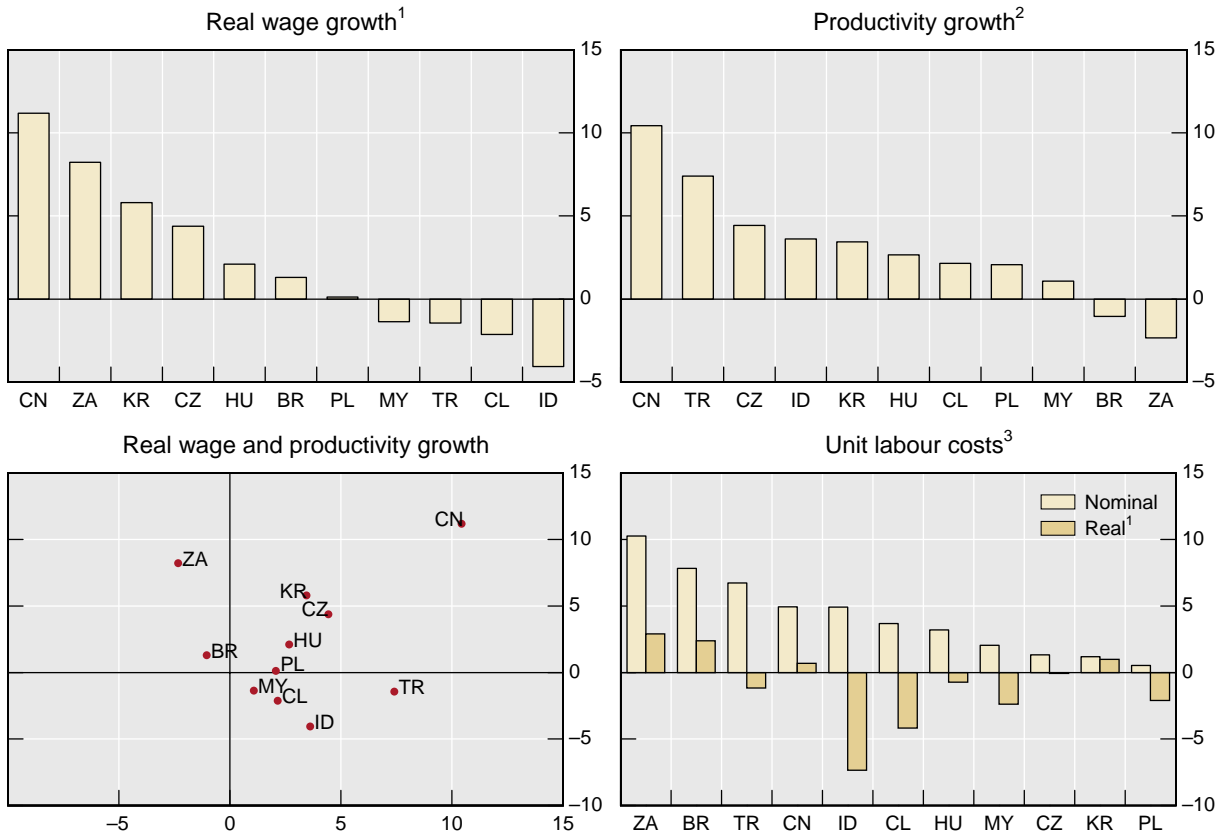 Real wage growth¹
15
10
5
0
–5
CN ZA KR CZ HU BR PL MY TR CL ID
Productivity growth²
15
10
5
0
–5
CN TR CZ ID KR HU CL PL MY BR ZA
Real wage and productivity growth
15
10
5
0
–5
–10
CN
ZA
KR
CZ
HU
BR
PL
MY
CL
TR
ID
–5 0 5 10 15
Unit labour costs³
Nominal
Real¹
15
10
5
0
–5
–10
ZA BR TR CN ID CL HU MY CZ KR PL